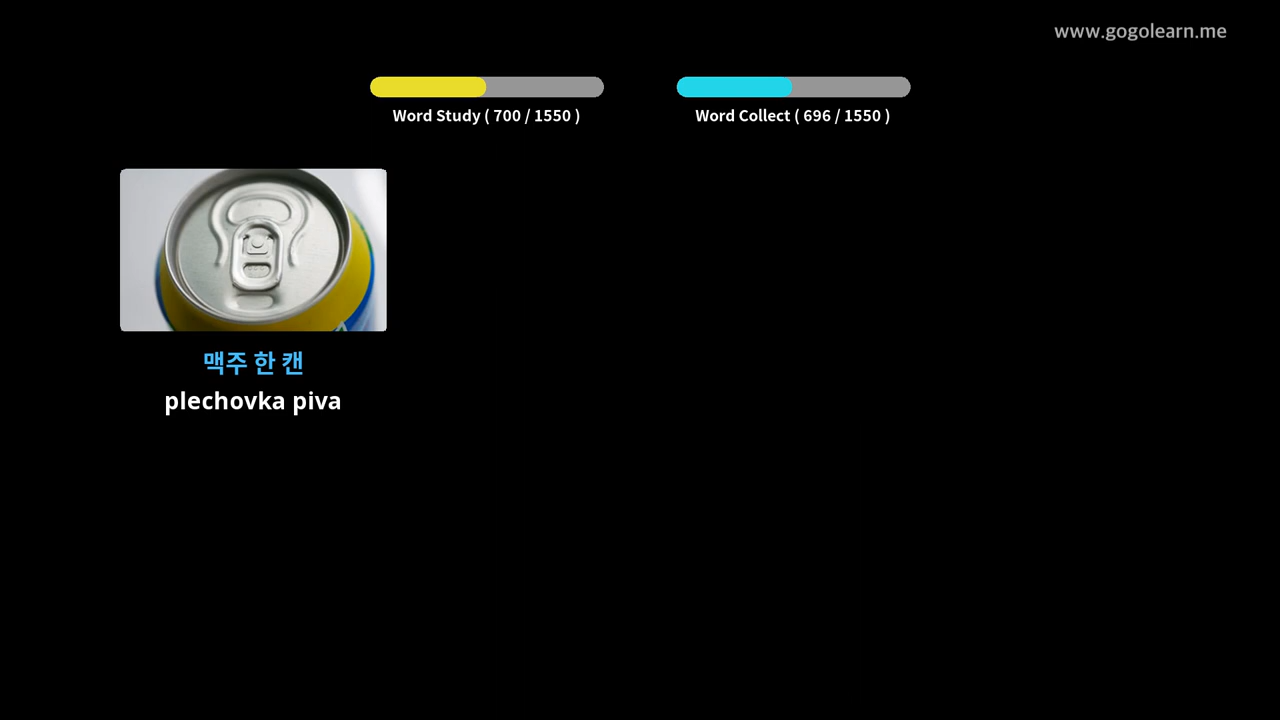 www.gogolearn.me
Word Study ( 700 / 1550 )
Word Collect ( 696 / 1550 )
맥주 한 캔
plechovka piva